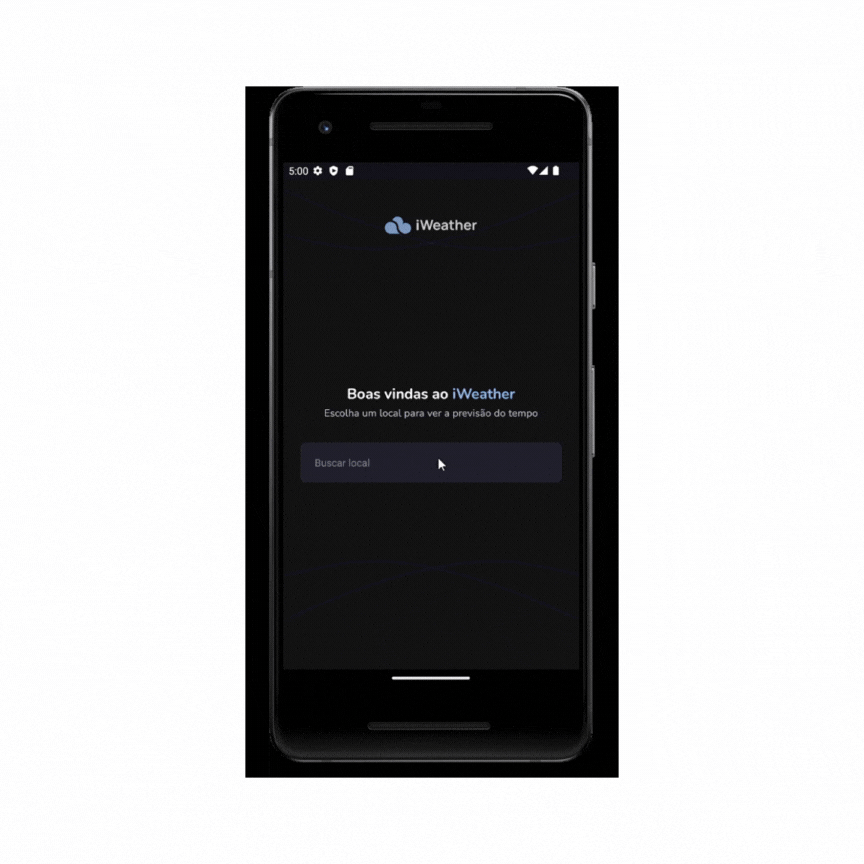 5:00
iWeather
Boas vindas ao iWeather
Escolha um local para ver a previsão do tempo
Buscar local